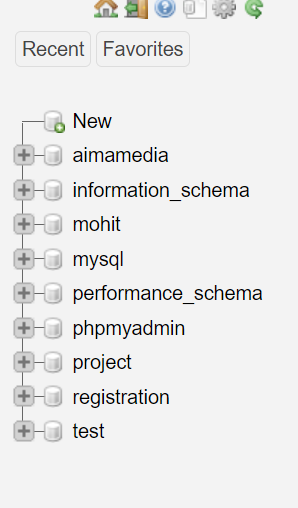 Recent Favorites
New
aimamedia
information_schema
mohit
mysql
performance_schema
phpmyadmin
project
registration
test